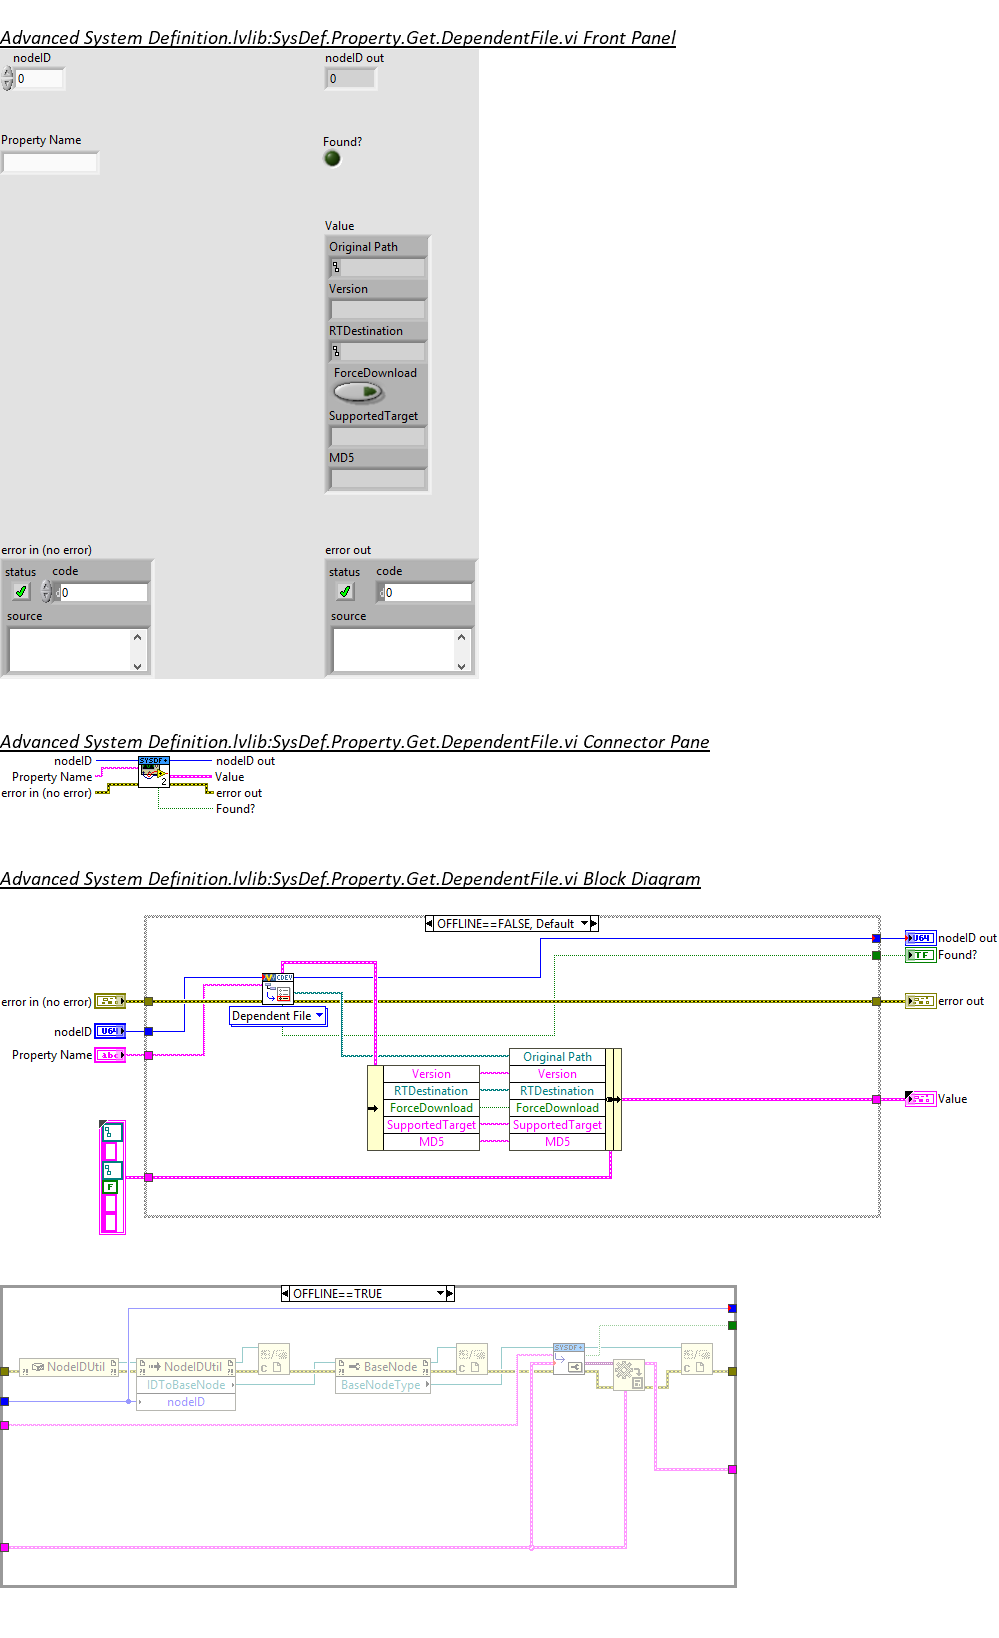 Advanced System Definition.lvlib:SysDef.Property.Get.DependentFile.vi Front Panel
nodeID
nodeID out
0
0
Property Name
Found?
Value
Original Path
Version
RTDestination
ForceDownload
SupportedTarget
MD5
error in (no error)
error out
status code
status code
0
0
source
source
Advanced System Definition.lvlib:SysDef.Property.Get.DependentFile.vi Connector Pane
nodeID
SYSDF
nodeID out
Property Name
Value
2
error in (no error)
error out
Found?
Advanced System Definition.lvlib:SysDef.Property.Get.DependentFile.vi Block Diagram
OFFLINE==FALSE, Default
U64
nodeID out
TF
Found?
CDEV
error in (no error)
error out
Dependent File
nodeID
U64
Property Name
abc
Original Path
Version
Version
RTDestination
RTDestination
ForceDownload
ForceDownload
SupportedTarget
SupportedTarget
MD5
MD5
Value
F
OFFLINE==TRUE
SYSDF
NodeIDUtil
NodeIDUtil
C
BaseNode
C
C
IDToBaseNode
BaseNodeType
nodeID